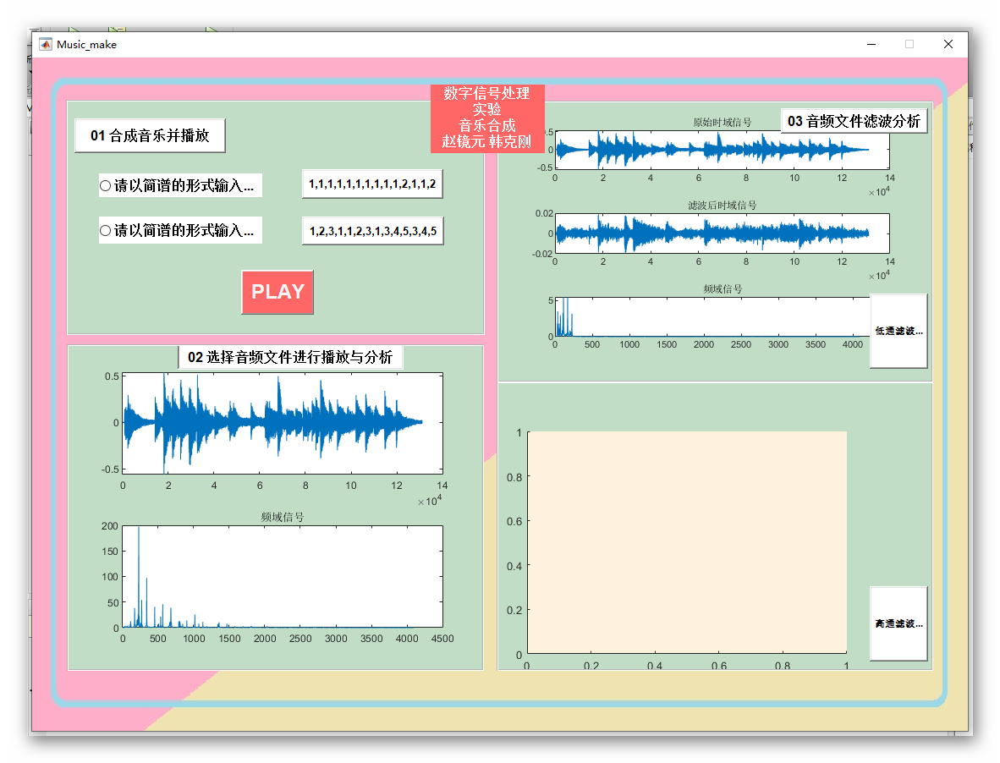 Music_make
数字信号处理
实验
音乐合成
赵镜元 韩克刚
01 合成音乐并播放
请以简谱的形式输入...
1,1,1,1,1,1,1,1,1,1,2,1,1,2
请以简谱的形式输入...
1,2,3,1,1,2,3,1,3,4,5,3,4,5
PLAY
02 选择音频文件进行播放与分析
0.5
0
-0.5
0 2 4 6 8 10 12 14
×10^4
频域信号
200
150
100
50
0
0 500 1000 1500 2000 2500 3000 3500 4000 4500
03 音频文件滤波分析
原始时域信号
0.5
0
-0.5
0 2 4 6 8 10 12 14
×10^4
滤波后时域信号
0.02
0
-0.02
0 2 4 6 8 10 12 14
×10^4
频域信号
5
0
0 500 1000 1500 2000 2500 3000 3500 4000
低通滤波...
1
0.8
0.6
0.4
0.2
0
0 0.2 0.4 0.6 0.8 1
高通滤波...